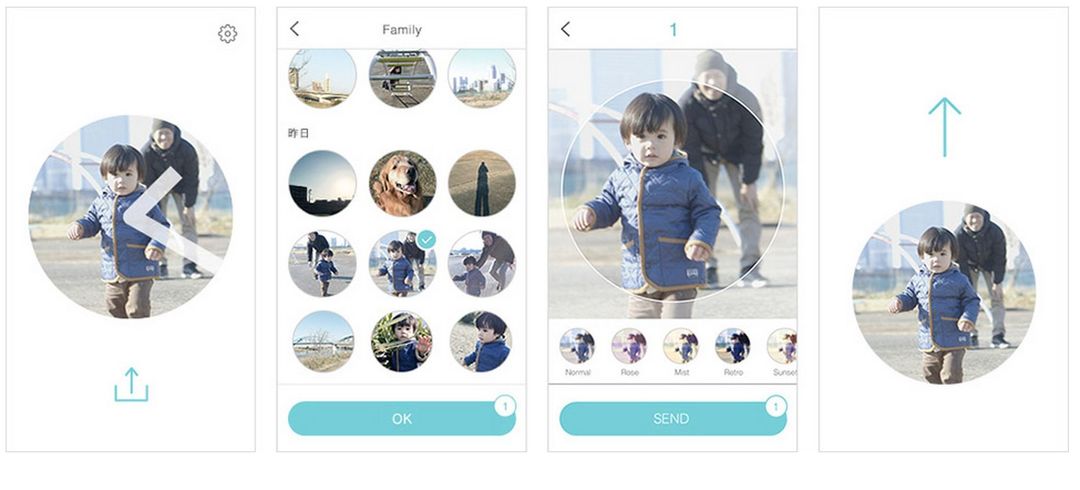 Family
昨日
OK
1
1
Normal
Rose
Mist
Retro
Sunset
SEND
1